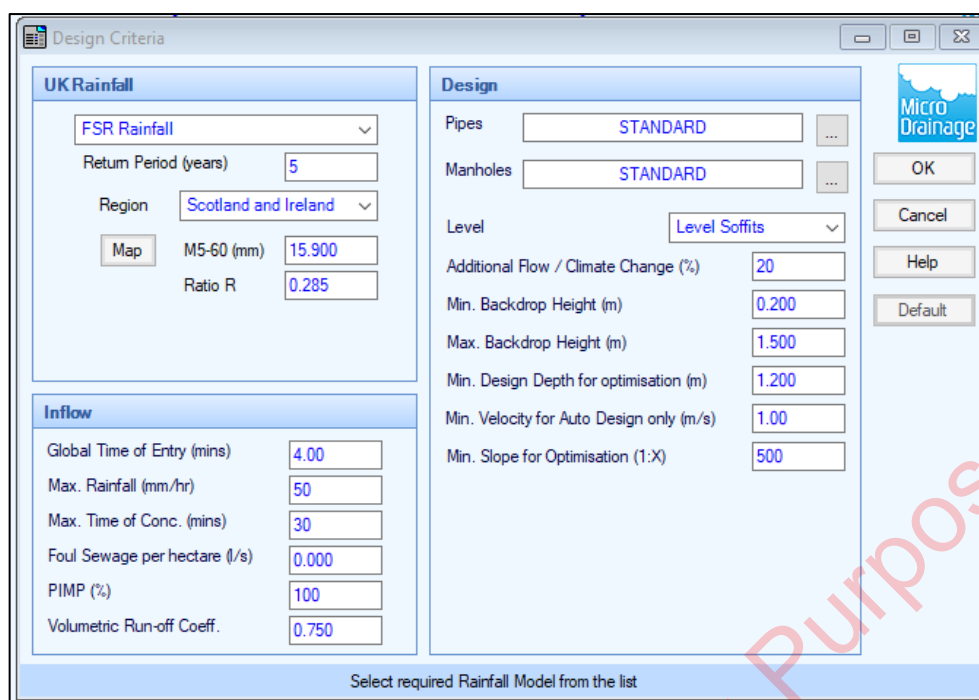 Design Criteria
UK Rainfall
FSR Rainfall
Return Period (years) 5
Region Scotland and Ireland
Map M5-60 (mm) 15.900
Ratio R 0.285
Inflow
Global Time of Entry (mins) 4.00
Max. Rainfall (mm/hr) 50
Max. Time of Conc. (mins) 30
Foul Sewage per hectare (l/s) 0.000
PIMP (%) 100
Volumetric Run-off Coeff. 0.750
Design
Pipes STANDARD ...
Manholes STANDARD ...
Level Level Soffits
Additional Flow / Climate Change (%) 20
Min. Backdrop Height (m) 0.200
Max. Backdrop Height (m) 1.500
Min. Design Depth for optimisation (m) 1.200
Min. Velocity for Auto Design only (m/s) 1.00
Min. Slope for Optimisation (1:X) 500
Micro
Drainage
OK
Cancel
Help
Default
Select required Rainfall Model from the list